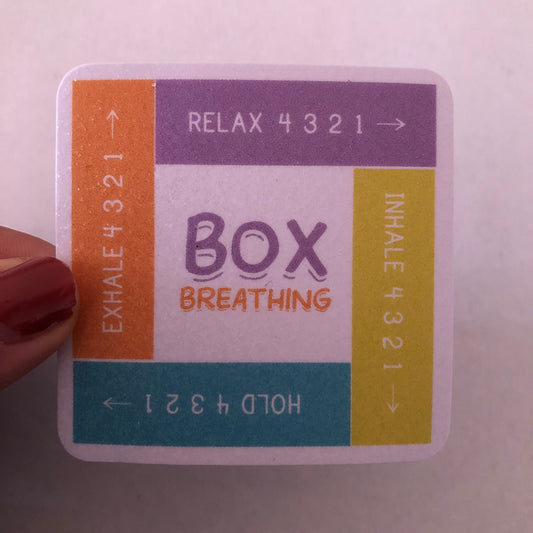 RELAX 4 3 2 1 →
INHALE 4 3 2 1 →
HOLD 4 3 2 1 →
EXHALE 4 3 2 1 →
BOX
BREATHING